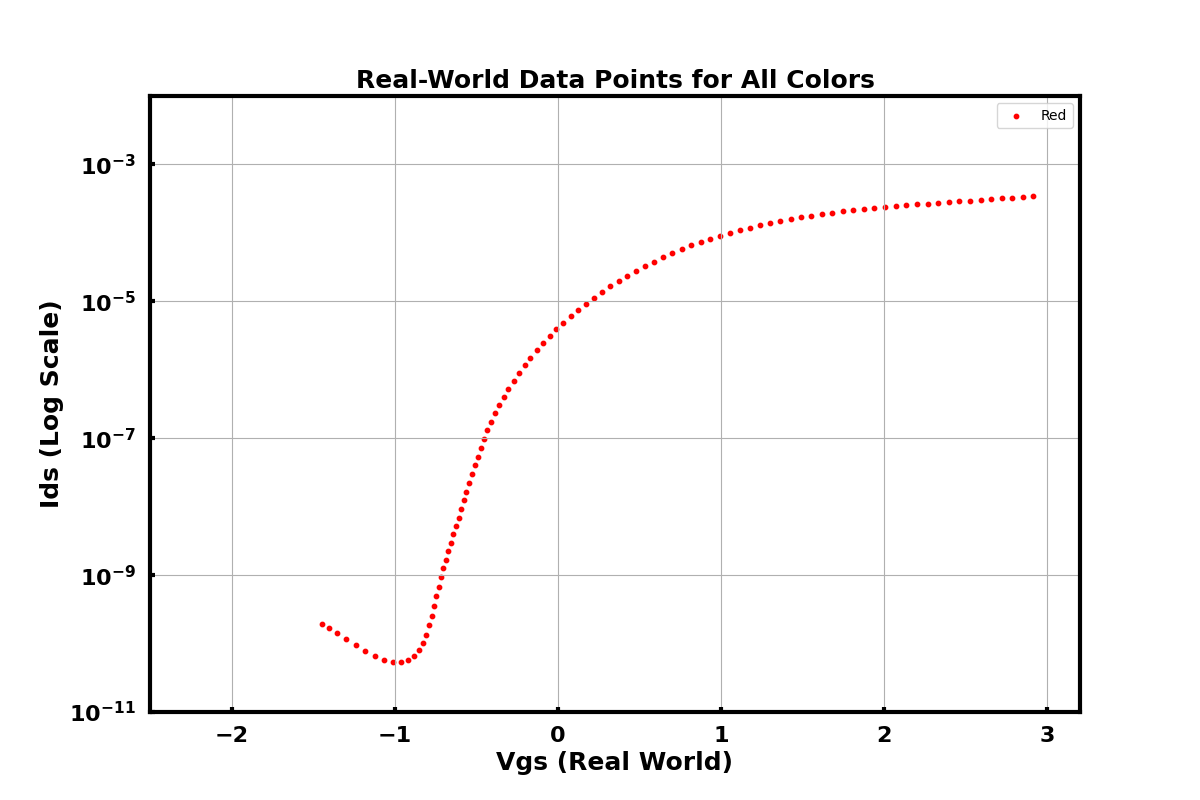 Real-World Data Points for All Colors
Red
10⁻³
10⁻⁵
10⁻⁷
10⁻⁹
10⁻¹¹
Ids (Log Scale)
−2 −1 0 1 2 3
Vgs (Real World)